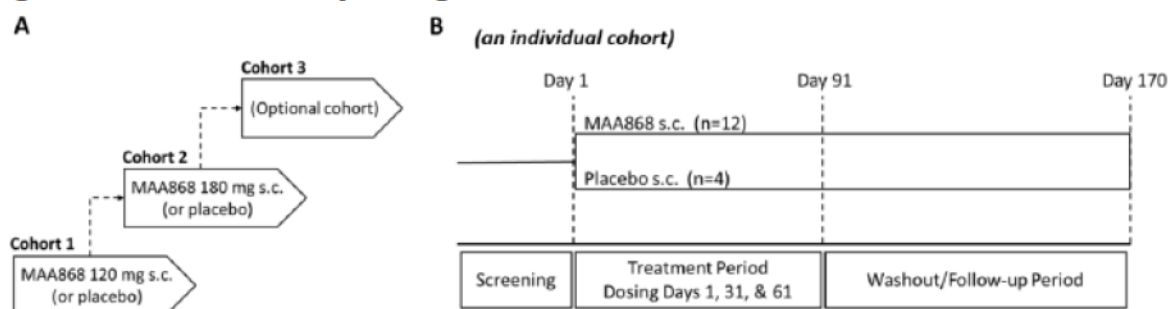 A
Cohort 3
(Optional cohort)
Cohort 2
MAA868 180 mg s.c.
(or placebo)
Cohort 1
MAA868 120 mg s.c.
(or placebo)
B
(an individual cohort)
Day 1
Day 91
Day 170
MAA868 s.c. (n=12)
Placebo s.c. (n=4)
Screening
Treatment Period
Dosing Days 1, 31, & 61
Washout/Follow-up Period